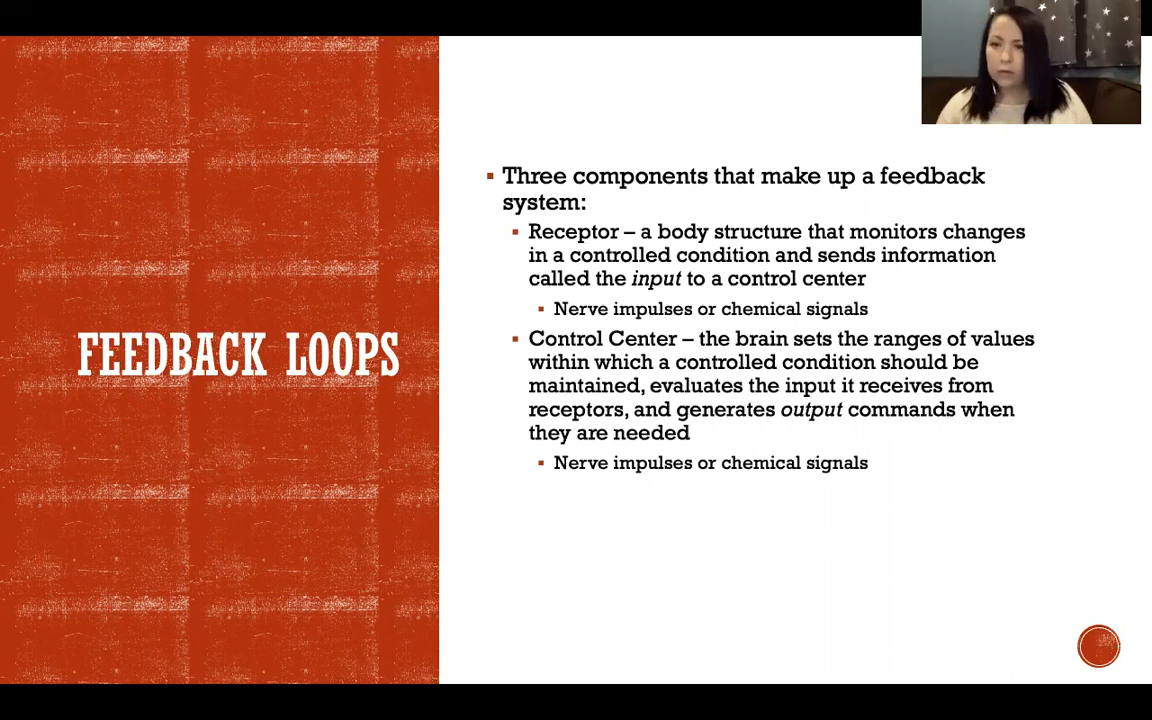 FEEDBACK LOOPS
Three components that make up a feedback
system:
Receptor – a body structure that monitors changes
in a controlled condition and sends information
called the input to a control center
Nerve impulses or chemical signals
Control Center – the brain sets the ranges of values
within which a controlled condition should be
maintained, evaluates the input it receives from
receptors, and generates output commands when
they are needed
Nerve impulses or chemical signals